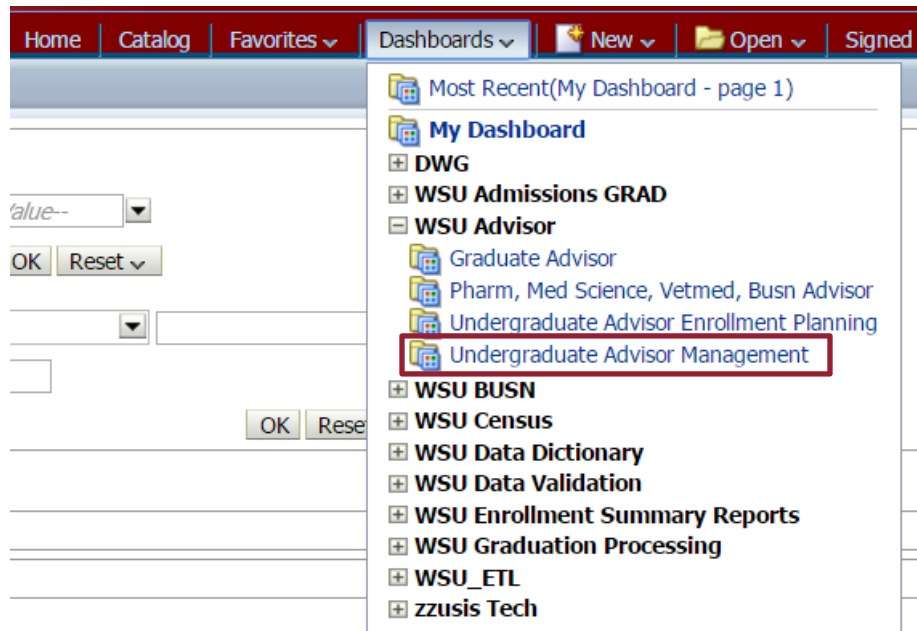 Home Catalog Favorites Dashboards New Open Signed
Most Recent(My Dashboard - page 1)
My Dashboard
DWG
WSU Admissions GRAD
WSU Advisor
Graduate Advisor
Pharm, Med Science, Vetmed, Busn Advisor
Undergraduate Advisor Enrollment Planning
Undergraduate Advisor Management
WSU BUSN
WSU Census
WSU Data Dictionary
WSU Data Validation
WSU Enrollment Summary Reports
WSU Graduation Processing
WSU_ETL
zzusis Tech
alue--
OK Reset
OK Rese